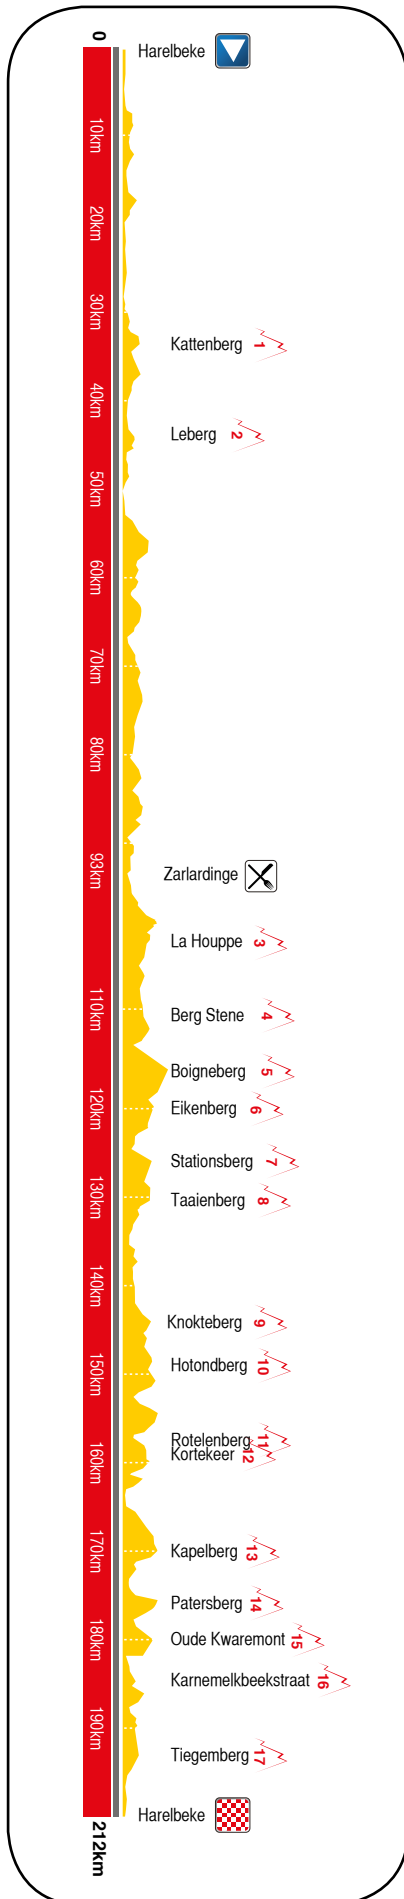 0
Harelbeke
10km
20km
30km
Kattenberg 1
40km
Leberg 2
50km
60km
70km
80km
93km
Zarlardinge
La Houppe 3
110km
Berg Stene 4
Boigneberg 5
120km
Eikenberg 6
Stationsberg 7
130km
Taaienberg 8
140km
Knokteberg 9
150km
Hotondberg 10
Rotelenberg 11
Kortekeer 12
160km
170km
Kapelberg 13
Patersberg 14
180km
Oude Kwaremont 15
Karnemelkbeekstraat 16
190km
Tiegemberg 17
Harelbeke
212km